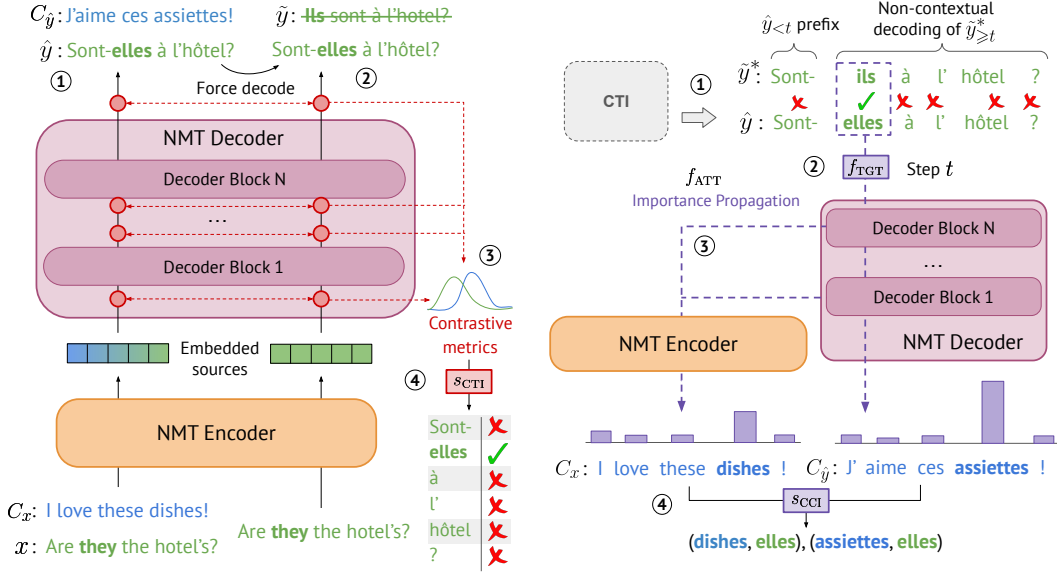 C_ŷ: J'aime ces assiettes!
ŷ: Sont-elles à l'hôtel?
ỹ: Ils sont à l'hotel?
Sont-elles à l'hôtel?
1
2
Force decode
NMT Decoder
Decoder Block N
...
Decoder Block 1
3
Contrastive
metrics
Embedded
sources
4
s_CTI
NMT Encoder
Sont- ✗
elles ✓
à ✗
l' ✗
hôtel ✗
? ✗
C_x: I love these dishes!
x: Are they the hotel's?
Are they the hotel's?
ŷ_<t prefix
Non-contextual
decoding of ỹ*_⩾t
CTI
1
ỹ*: Sont- ils à l' hôtel ?
✗ ✓ ✗ ✗ ✗ ✗
ŷ: Sont- elles à l' hôtel ?
2
f_TGT
Step t
f_ATT
Importance Propagation
3
Decoder Block N
...
Decoder Block 1
NMT Decoder
NMT Encoder
C_x: I love these dishes !
C_ŷ: J' aime ces assiettes !
4
s_CCI
(dishes, elles), (assiettes, elles)